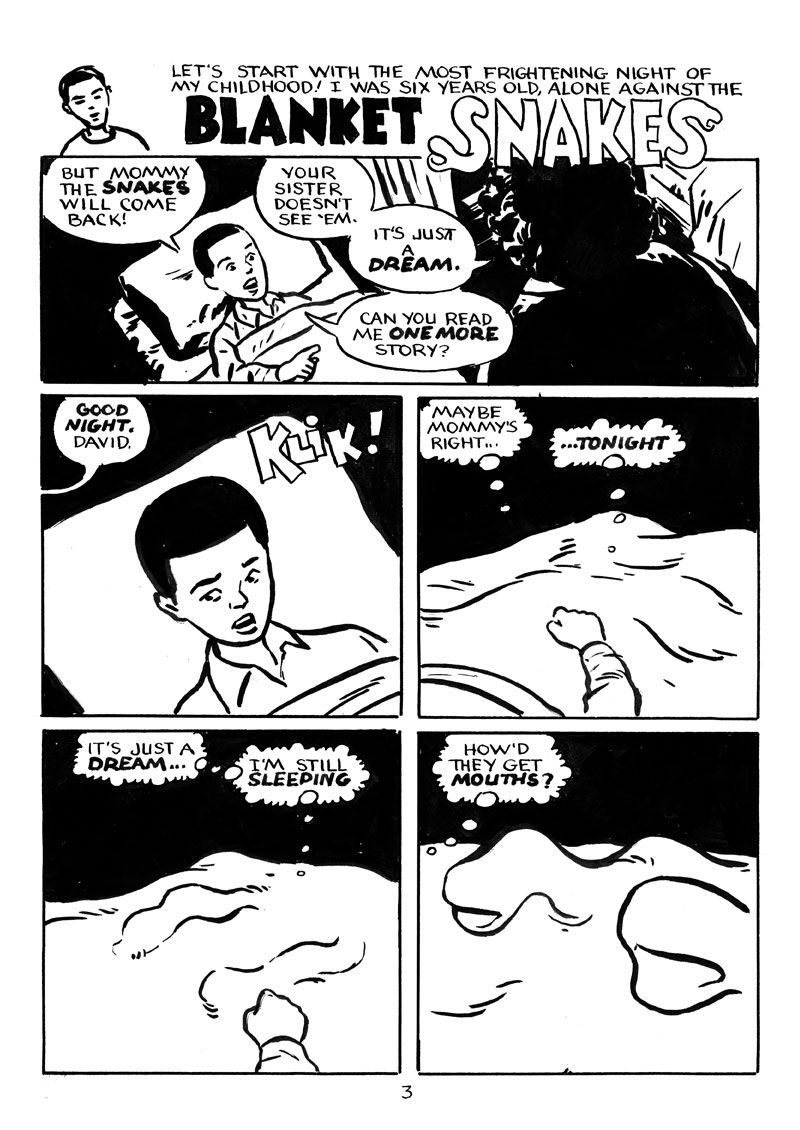 LET'S START WITH THE MOST FRIGHTENING NIGHT OF
MY CHILDHOOD! I WAS SIX YEARS OLD, ALONE AGAINST THE
BLANKET SNAKES
BUT MOMMY
THE SNAKES
WILL COME
BACK!
YOUR
SISTER
DOESN'T
SEE 'EM.
IT'S JUST
A
DREAM.
CAN YOU READ
ME ONE MORE
STORY?
GOOD
NIGHT,
DAVID.
KLIK!
MAYBE
MOMMY'S
RIGHT...
...TONIGHT
IT'S JUST A
DREAM...
I'M STILL
SLEEPING
HOW'D
THEY GET
MOUTHS?
3